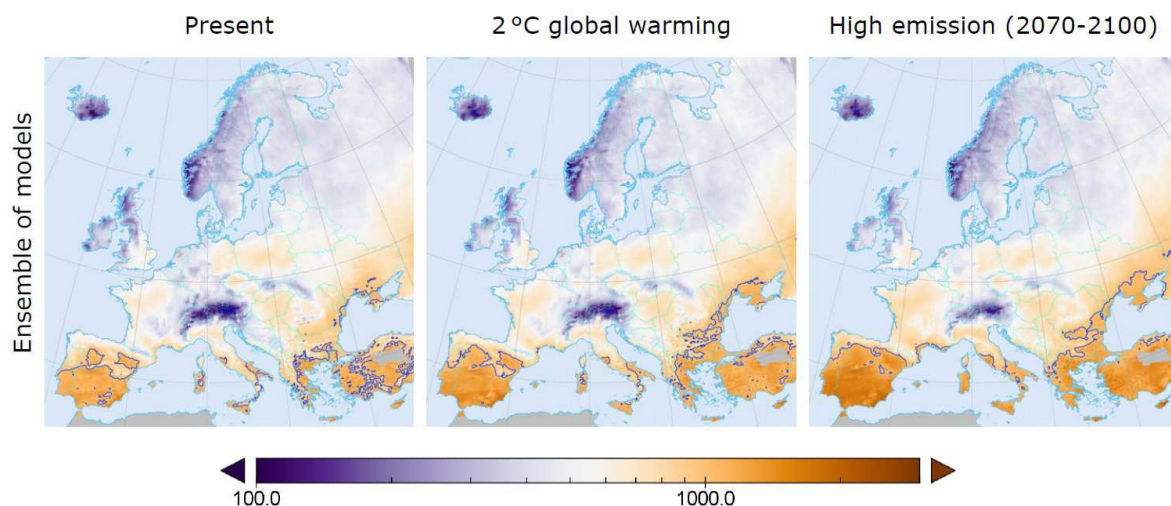 Present
2 °C global warming
High emission (2070-2100)
Ensemble of models
100.0
1000.0